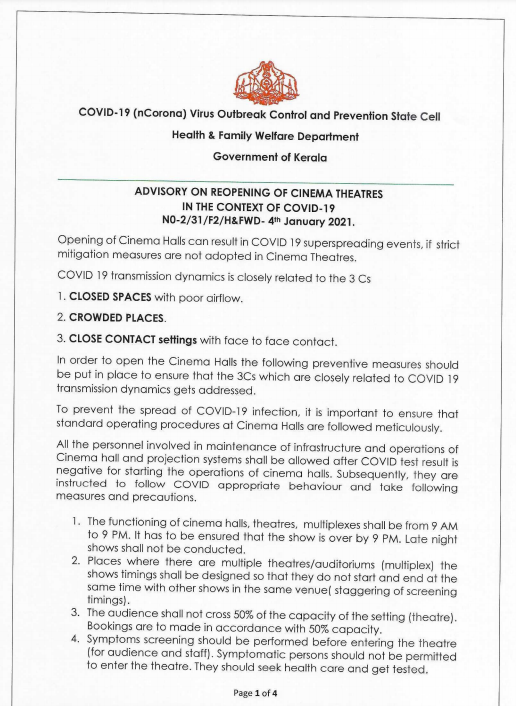 COVID-19 (nCorona) Virus Outbreak Control and Prevention State Cell
Health & Family Welfare Department
Government of Kerala
ADVISORY ON REOPENING OF CINEMA THEATRES
IN THE CONTEXT OF COVID-19
N0-2/31/F2/H&FWD- 4th January 2021.
Opening of Cinema Halls can result in COVID 19 superspreading events, if strict
mitigation measures are not adopted in Cinema Theatres.
COVID 19 transmission dynamics is closely related to the 3 Cs
1. CLOSED SPACES with poor airflow.
2. CROWDED PLACES.
3. CLOSE CONTACT settings with face to face contact.
In order to open the Cinema Halls the following preventive measures should
be put in place to ensure that the 3Cs which are closely related to COVID 19
transmission dynamics gets addressed.
To prevent the spread of COVID-19 infection, it is important to ensure that
standard operating procedures at Cinema Halls are followed meticulously.
All the personnel involved in maintenance of infrastructure and operations of
Cinema hall and projection systems shall be allowed after COVID test result is
negative for starting the operations of cinema halls. Subsequently, they are
instructed to follow COVID appropriate behaviour and take following
measures and precautions.
1. The functioning of cinema halls, theatres, multiplexes shall be from 9 AM
to 9 PM. It has to be ensured that the show is over by 9 PM. Late night
shows shall not be conducted.
2. Places where there are multiple theatres/auditoriums (multiplex) the
shows timings shall be designed so that they do not start and end at the
same time with other shows in the same venue( staggering of screening
timings).
3. The audience shall not cross 50% of the capacity of the setting (theatre).
Bookings are to made in accordance with 50% capacity.
4. Symptoms screening should be performed before entering the theatre
(for audience and staff). Symptomatic persons should not be permitted
to enter the theatre. They should seek health care and get tested.
Page 1 of 4